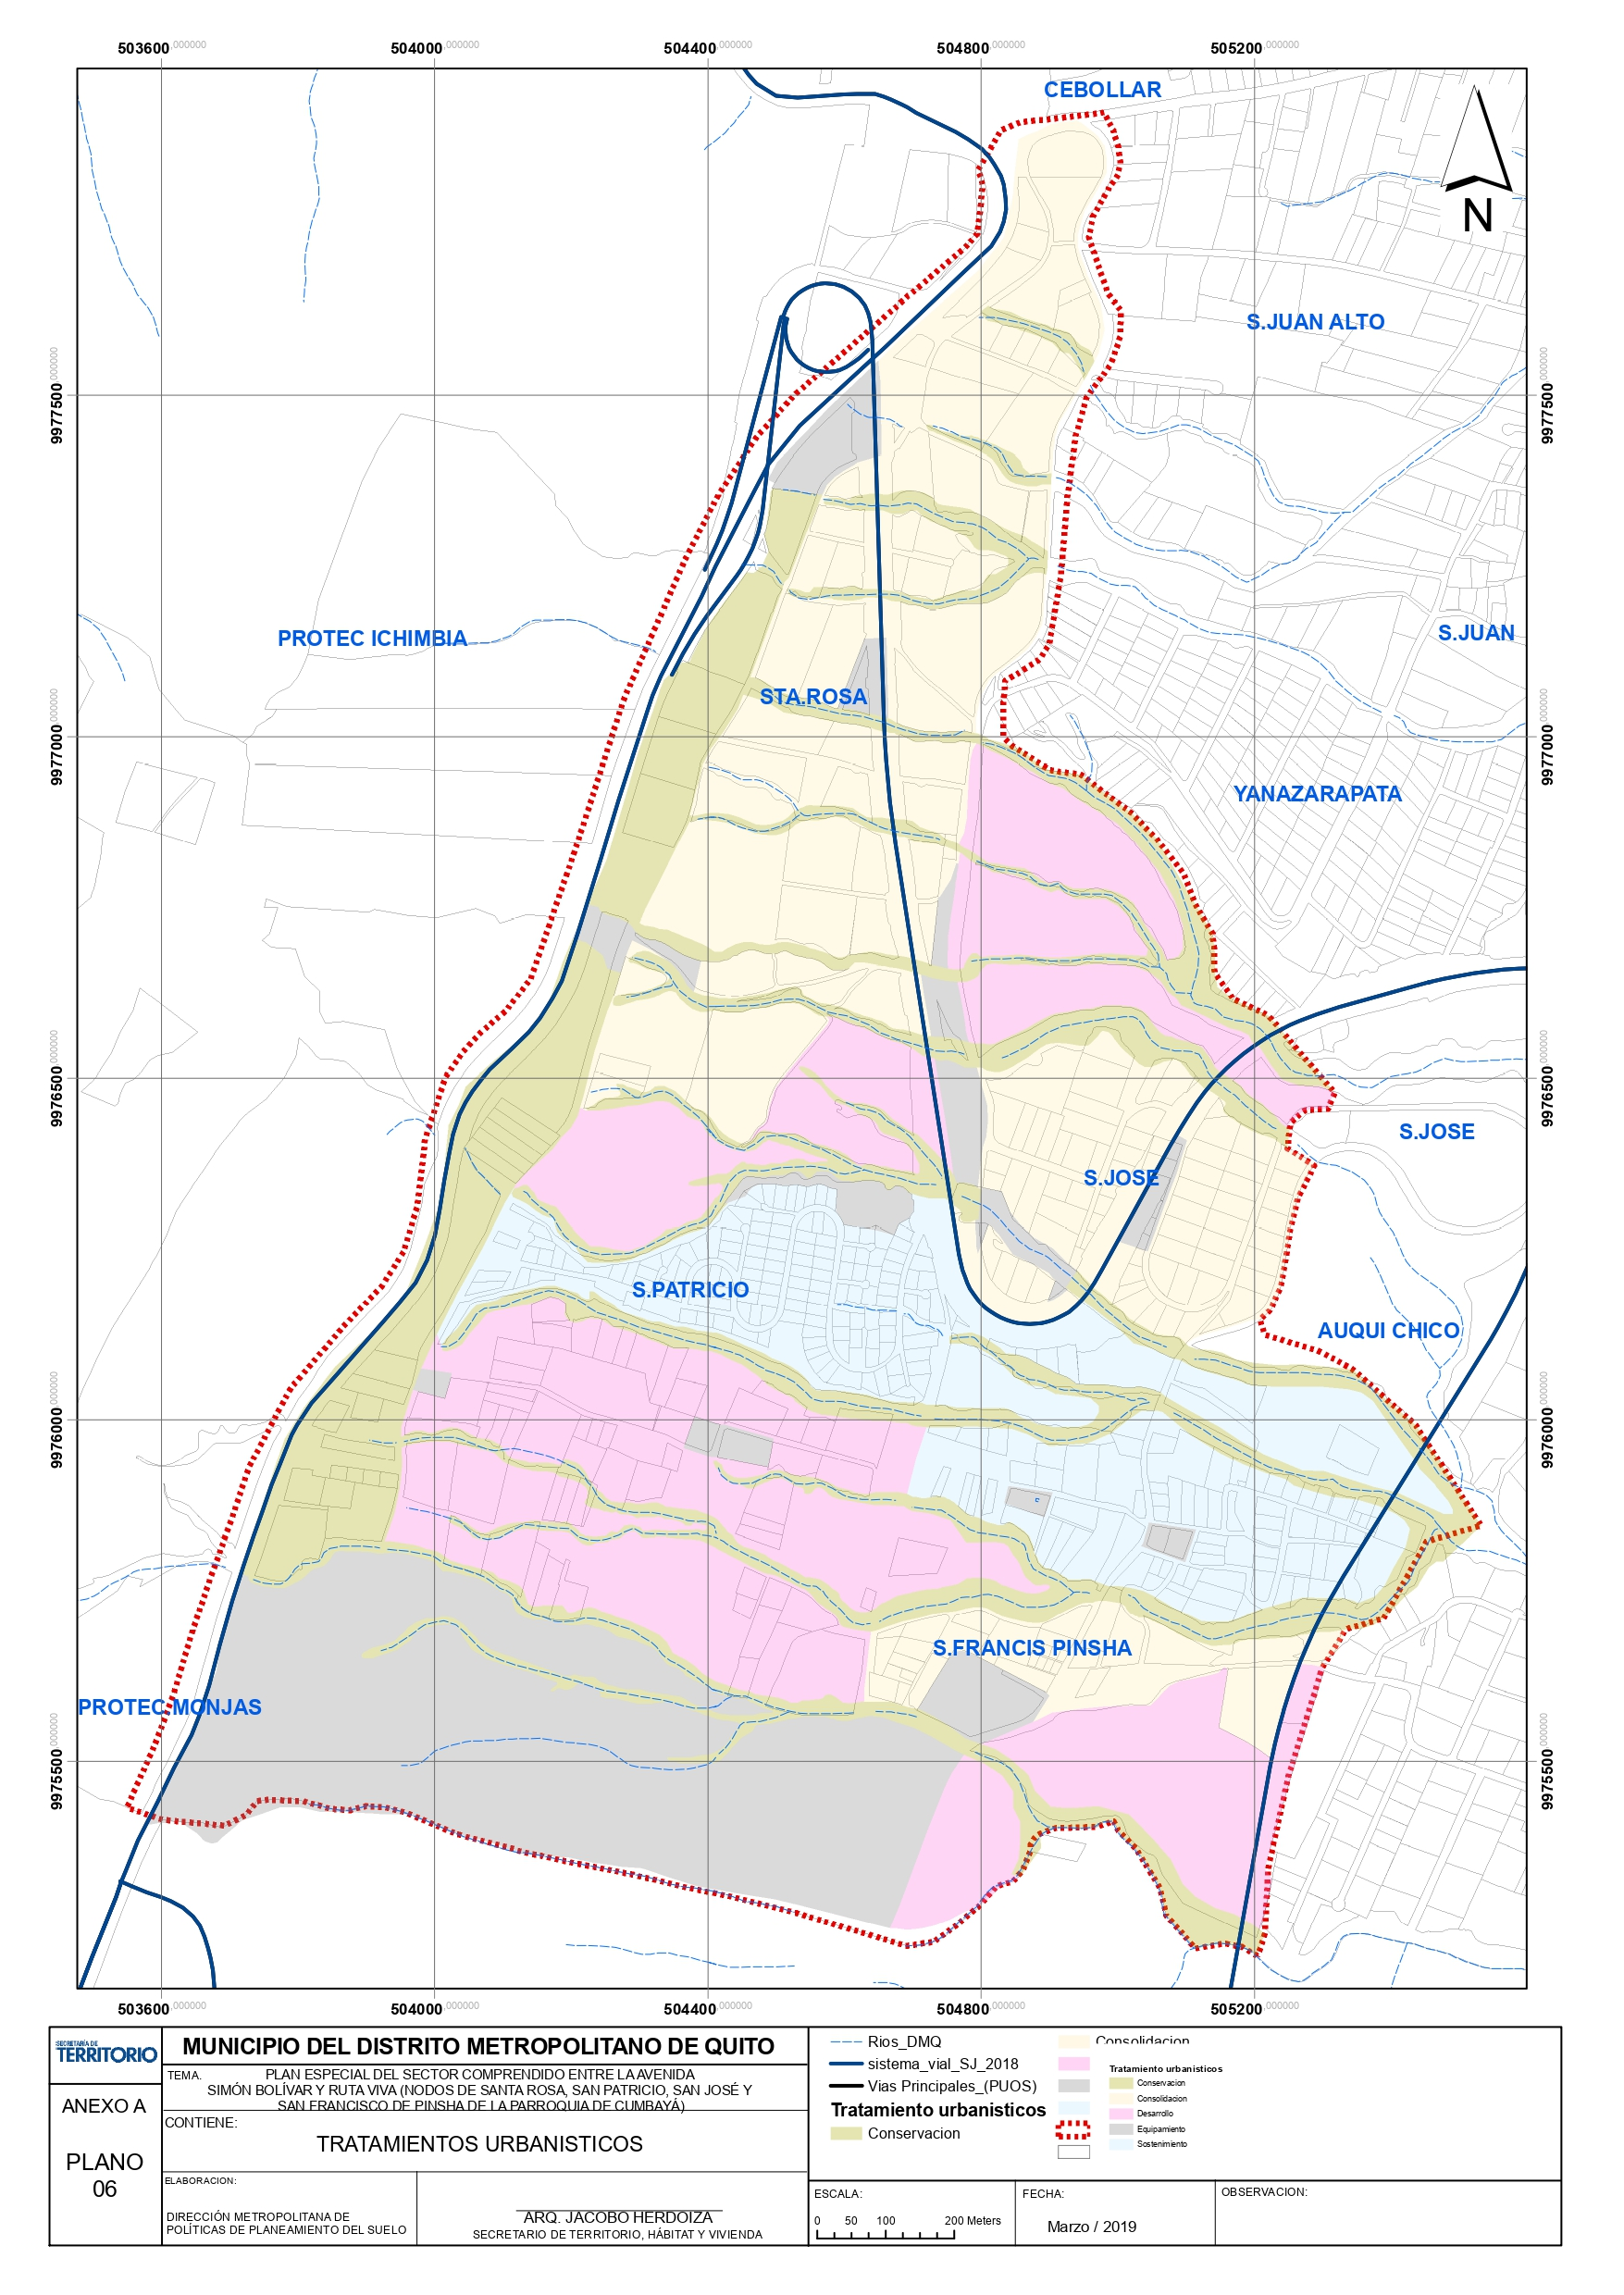 503600.000000 504000.000000 504400.000000 504800.000000 505200.000000
CEBOLLAR
N
S.JUAN ALTO
9977500.000000 9977500.000000
PROTEC ICHIMBIA
S.JUAN
STA.ROSA
9977000.000000 9977000.000000
YANAZARAPATA
9976500.000000 9976500.000000
S.JOSE
S.JOSE
S.PATRICIO
AUQUI CHICO
9976000.000000 9976000.000000
S.FRANCIS PINSHA
PROTEC MONJAS
9975500.000000 9975500.000000
503600.000000 504000.000000 504400.000000 504800.000000 505200.000000
SECRETARÍA DE
TERRITORIO
ANEXO A
PLANO
06
MUNICIPIO DEL DISTRITO METROPOLITANO DE QUITO
TEMA.
PLAN ESPECIAL DEL SECTOR COMPRENDIDO ENTRE LA AVENIDA
SIMÓN BOLÍVAR Y RUTA VIVA (NODOS DE SANTA ROSA, SAN PATRICIO, SAN JOSÉ Y
SAN FRANCISCO DE PINSHA DE LA PARROQUIA DE CUMBAYÁ)
CONTIENE:
TRATAMIENTOS URBANISTICOS
ELABORACION:
DIRECCIÓN METROPOLITANA DE
POLÍTICAS DE PLANEAMIENTO DEL SUELO
ARQ. JACOBO HERDOIZA
SECRETARIO DE TERRITORIO, HÁBITAT Y VIVIENDA
Rios_DMQ
sistema_vial_SJ_2018
Vias Principales_(PUOS)
Tratamiento urbanisticos
Conservacion
Consolidacion
Tratamiento urbanisticos
Conservacion
Consolidacion
Desarrollo
Equipamiento
Sostenimiento
ESCALA:
0 50 100 200 Meters
FECHA:
Marzo / 2019
OBSERVACION: